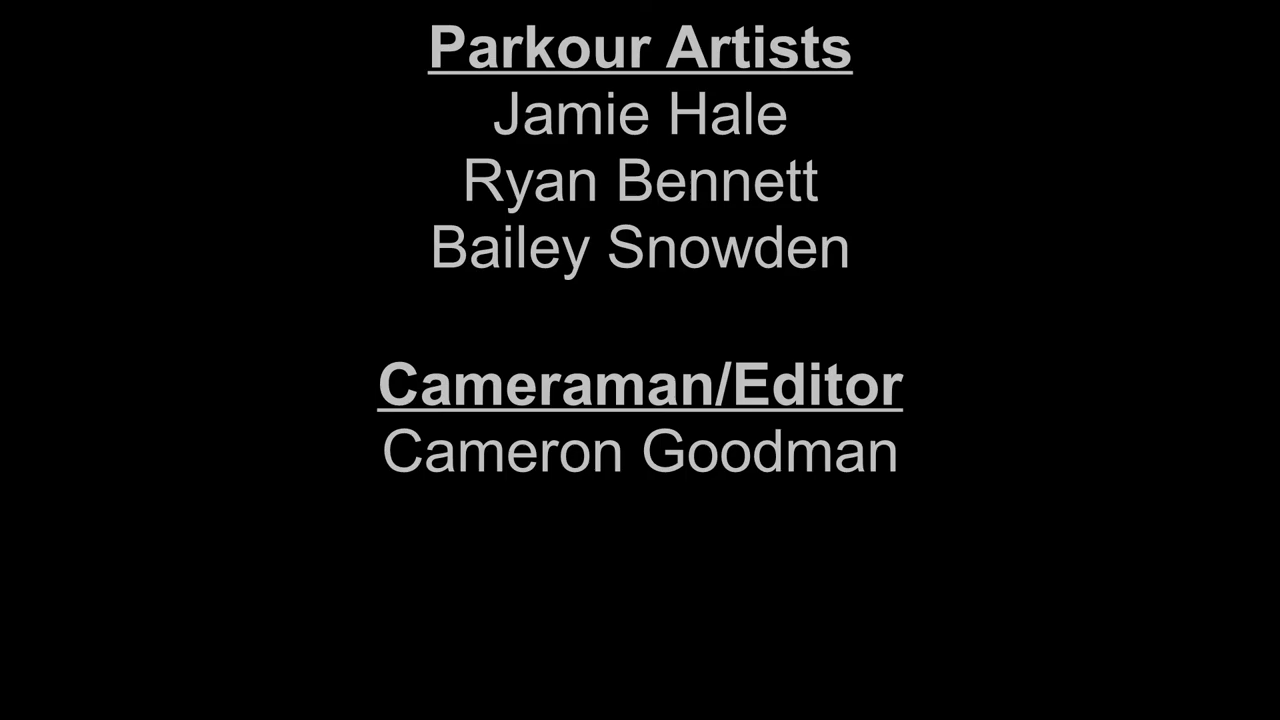 Parkour Artists
Jamie Hale
Ryan Bennett
Bailey Snowden
Cameraman/Editor
Cameron Goodman